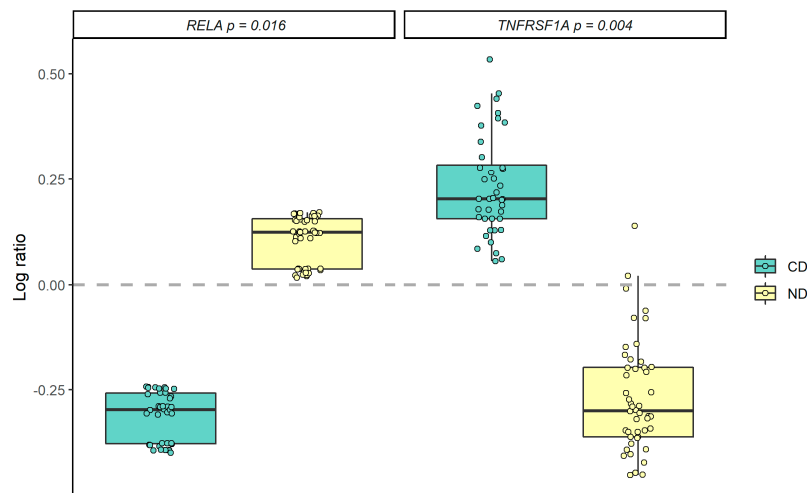 RELA p = 0.016
TNFRSF1A p = 0.004
Log ratio
0.50
0.25
0.00
-0.25
CD
ND